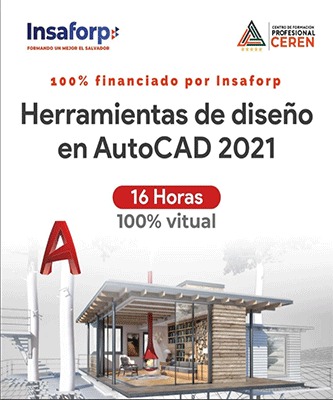 Insaforp
FORMANDO UN MEJOR EL SALVADOR
CENTRO DE FORMACIÓN
PROFESIONAL
CEREN
100% financiado por Insaforp
Herramientas de diseño
en AutoCAD 2021
16 Horas
100% vitual
A